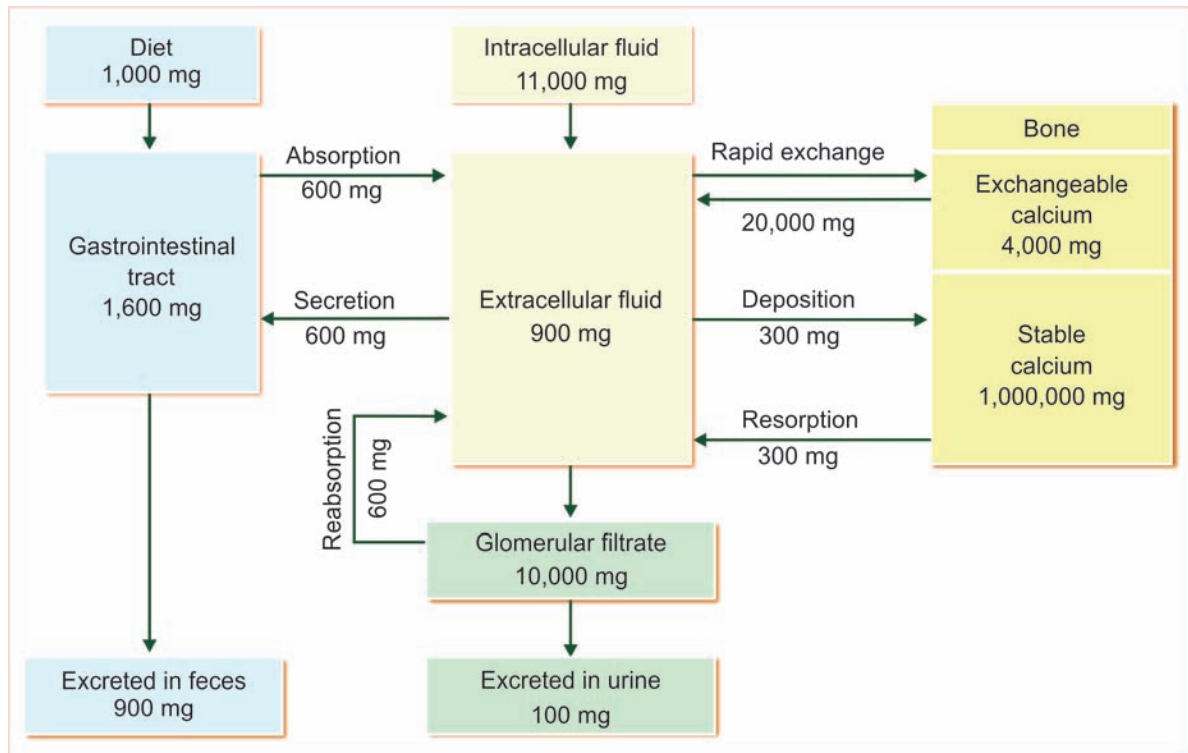 Diet
1,000 mg
Intracellular fluid
11,000 mg
Bone
Absorption
600 mg
Rapid exchange
20,000 mg
Exchangeable
calcium
4,000 mg
Gastrointestinal
tract
1,600 mg
Secretion
600 mg
Extracellular fluid
900 mg
Deposition
300 mg
Stable
calcium
1,000,000 mg
Resorption
300 mg
Reabsorption
600 mg
Glomerular filtrate
10,000 mg
Excreted in feces
900 mg
Excreted in urine
100 mg